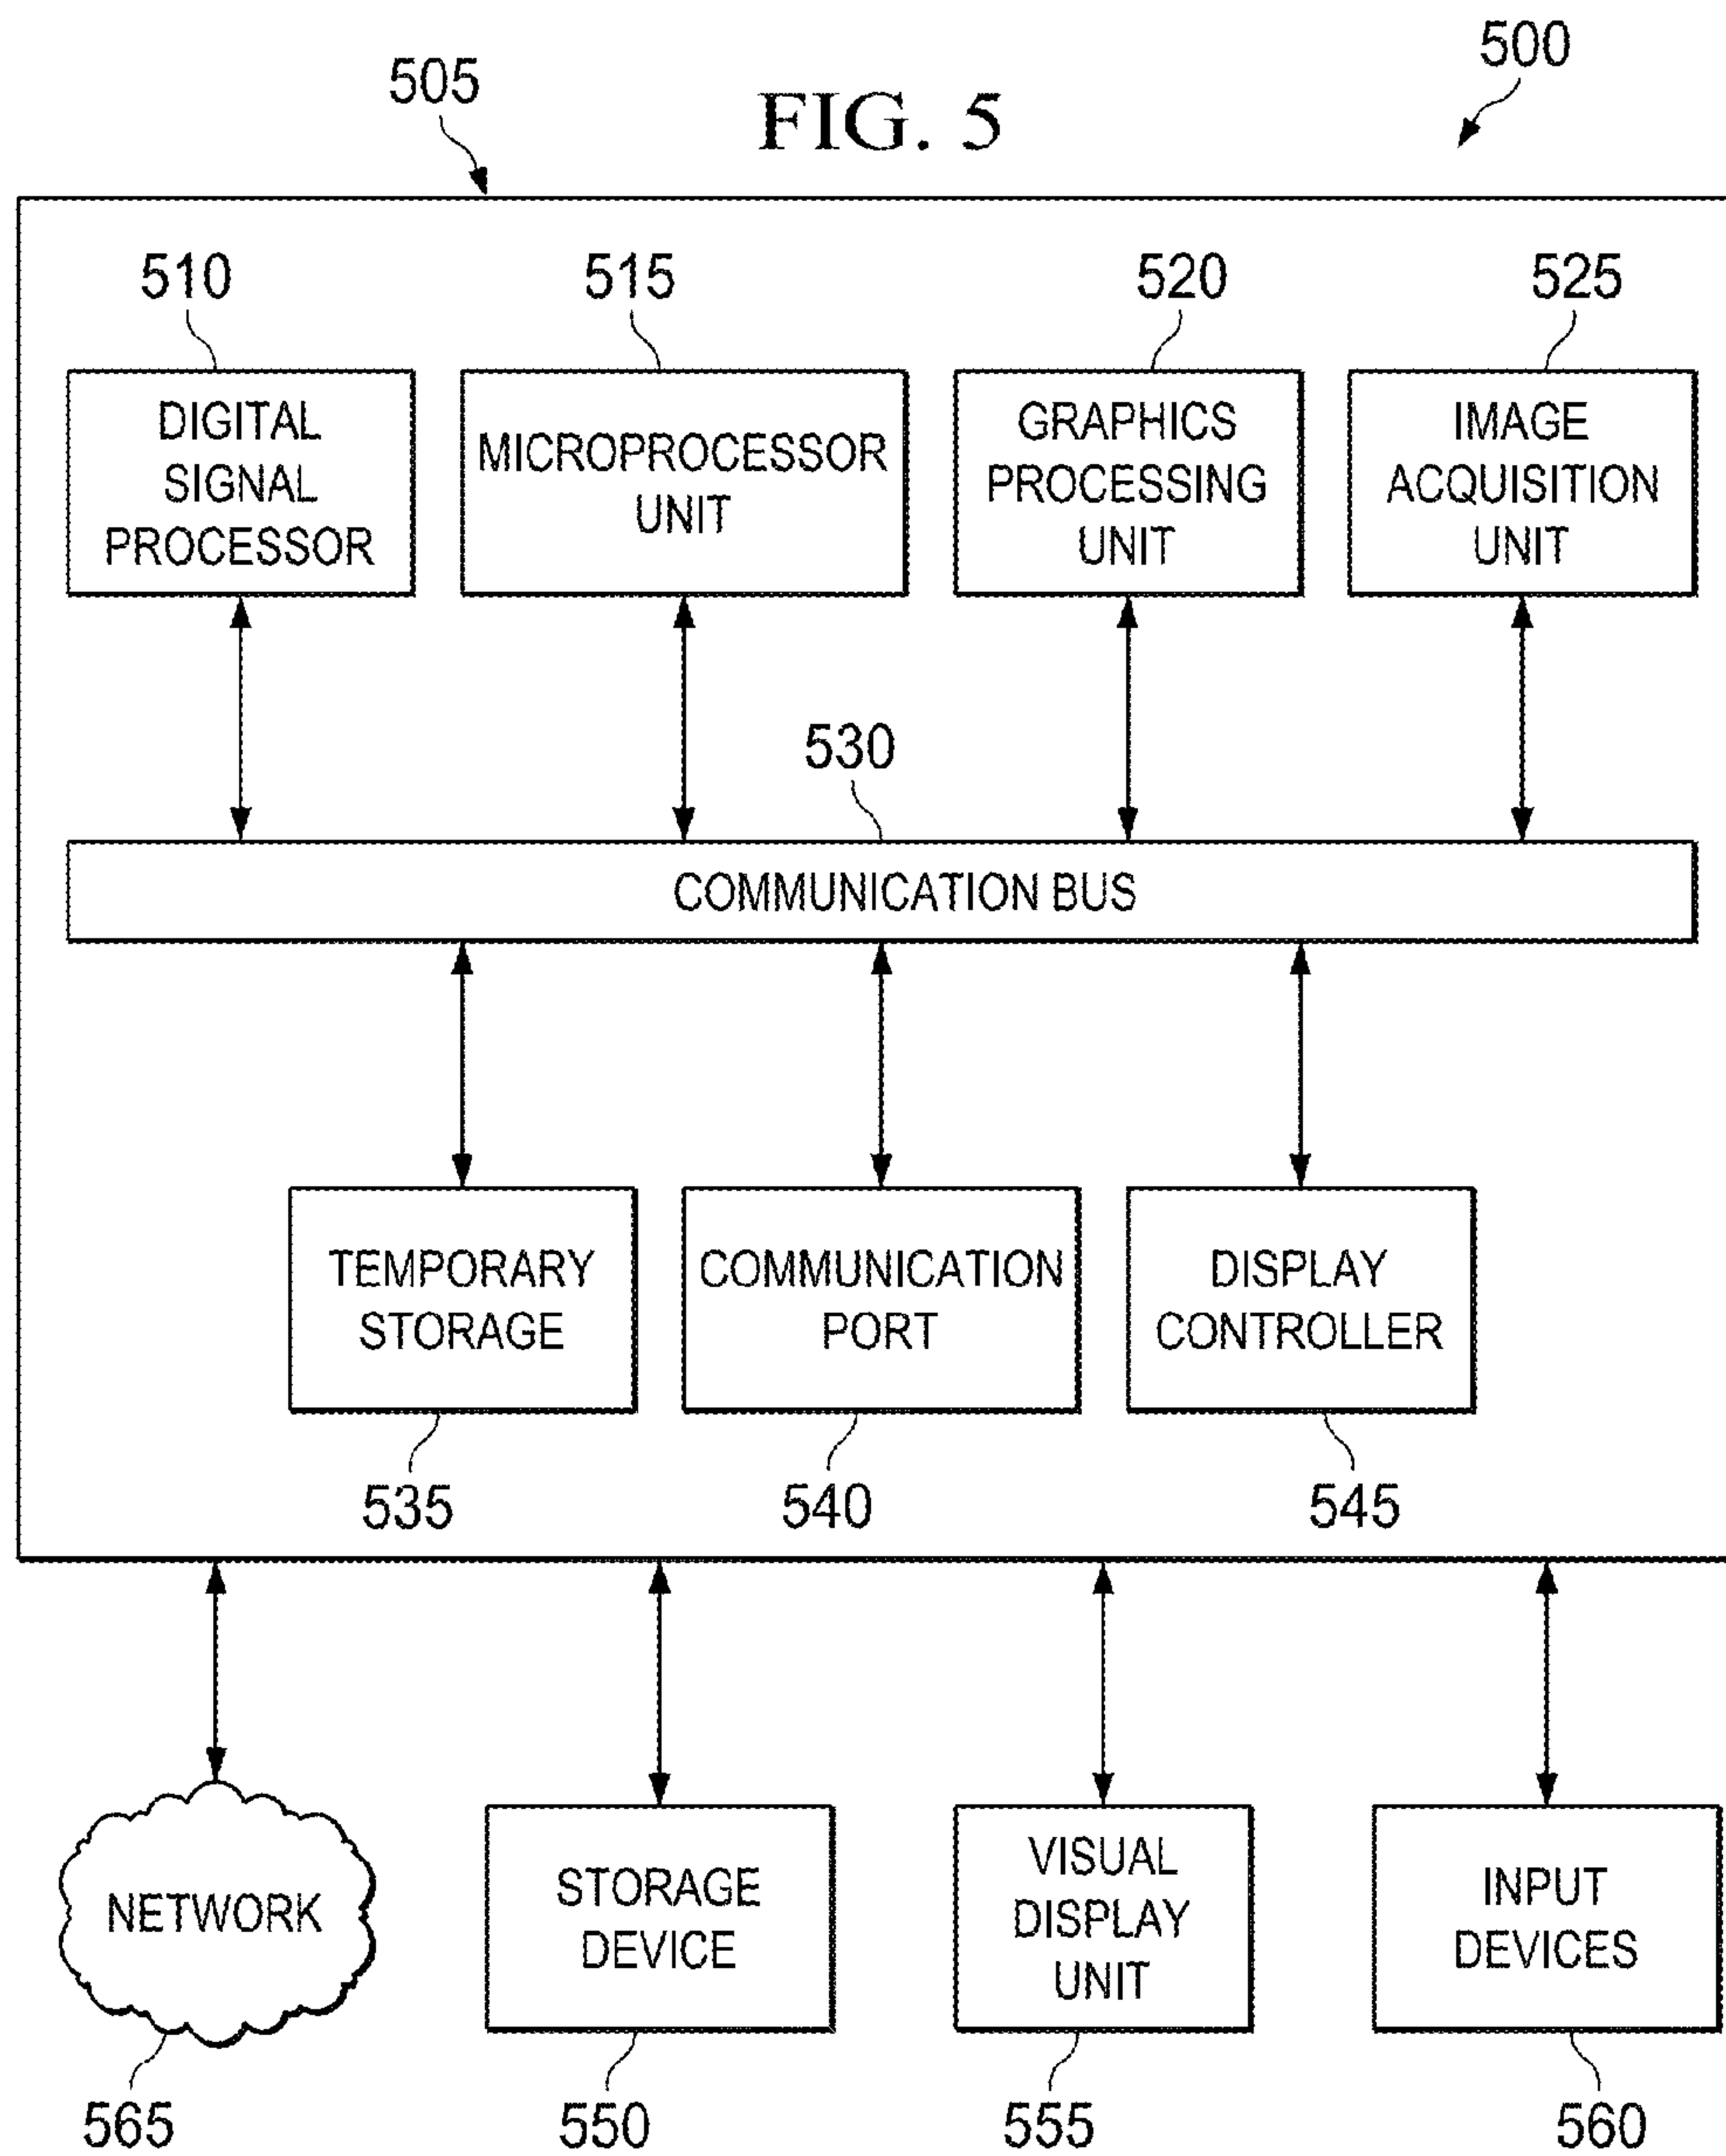 500
505
FIG. 5
510
515
520
525
DIGITAL
SIGNAL
PROCESSOR
MICROPROCESSOR
UNIT
GRAPHICS
PROCESSING
UNIT
IMAGE
ACQUISITION
UNIT
530
COMMUNICATION BUS
TEMPORARY
STORAGE
COMMUNICATION
PORT
DISPLAY
CONTROLLER
535
540
545
NETWORK
STORAGE
DEVICE
VISUAL
DISPLAY
UNIT
INPUT
DEVICES
565
550
555
560